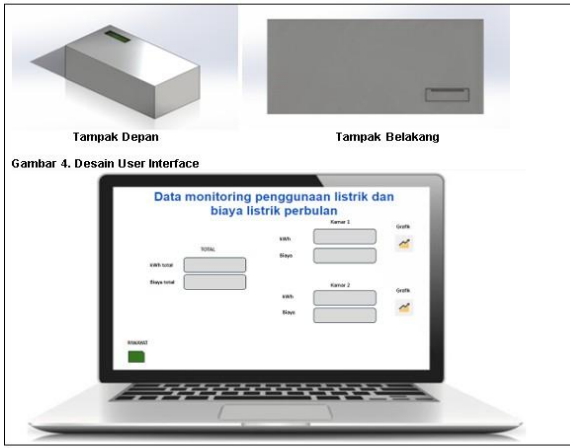 Tampak Depan
Tampak Belakang
Gambar 4. Desain User Interface
Data monitoring penggunaan listrik dan
biaya listrik perbulan
Kamar 1
Grafik
kWh
Biaya
TOTAL
kWh total
Biaya total
Kamar 2
Grafik
kWh
Biaya